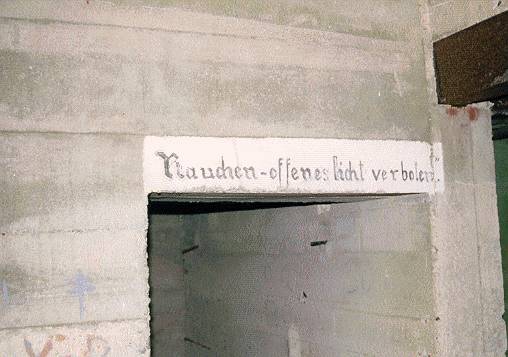 Rauchen-offenes licht verboten".